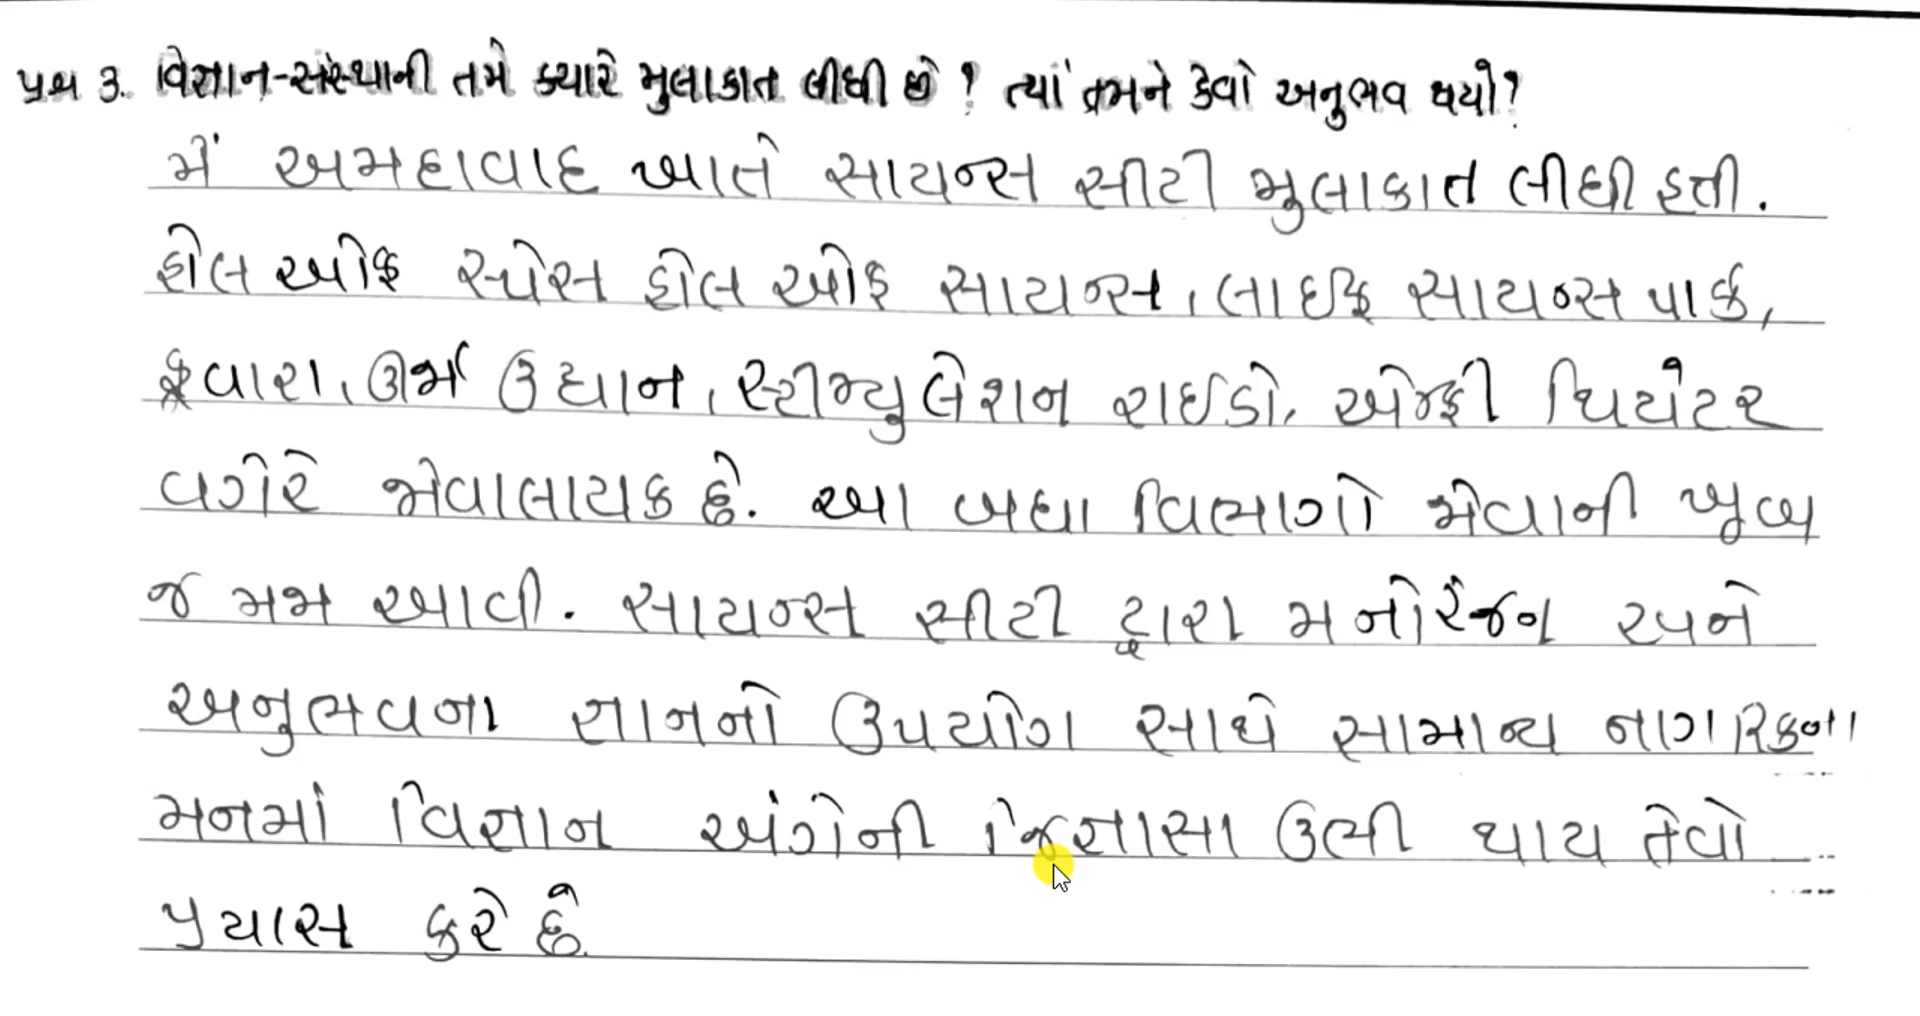 પ્રશ્ન 3. વિજ્ઞાન-સંસ્થાની તમે ક્યારે મુલાકાત લીધી છે? ત્યાં તમને કેવો અનુભવ થયો?
મેં અમદાવાદ ખાતે સાયન્સ સીટી મુલાકાત લીધી હતી.
હોલ ઓફ સ્પેસ હોલ ઓફ સાયન્સ, લાઈફ સાયન્સ પાર્ક,
ફુવારા, ઊર્જા ઉદ્યાન, સ્ટીમ્યુલેશન રાઈડો, એમ્ફી થિયેટર
વગેરે જોવાલાયક છે. આ બધા વિભાગો જોવાની ખૂબ
જ મજા આવી. સાયન્સ સીટી દ્વારા મનોરંજન અને
અનુભવના જ્ઞાનનો ઉપયોગ સાથે સામાન્ય નાગરિકના
મનમાં વિજ્ઞાન અંગેની જિજ્ઞાસા ઉભી થાય તેવો
પ્રયાસ કરે છે.